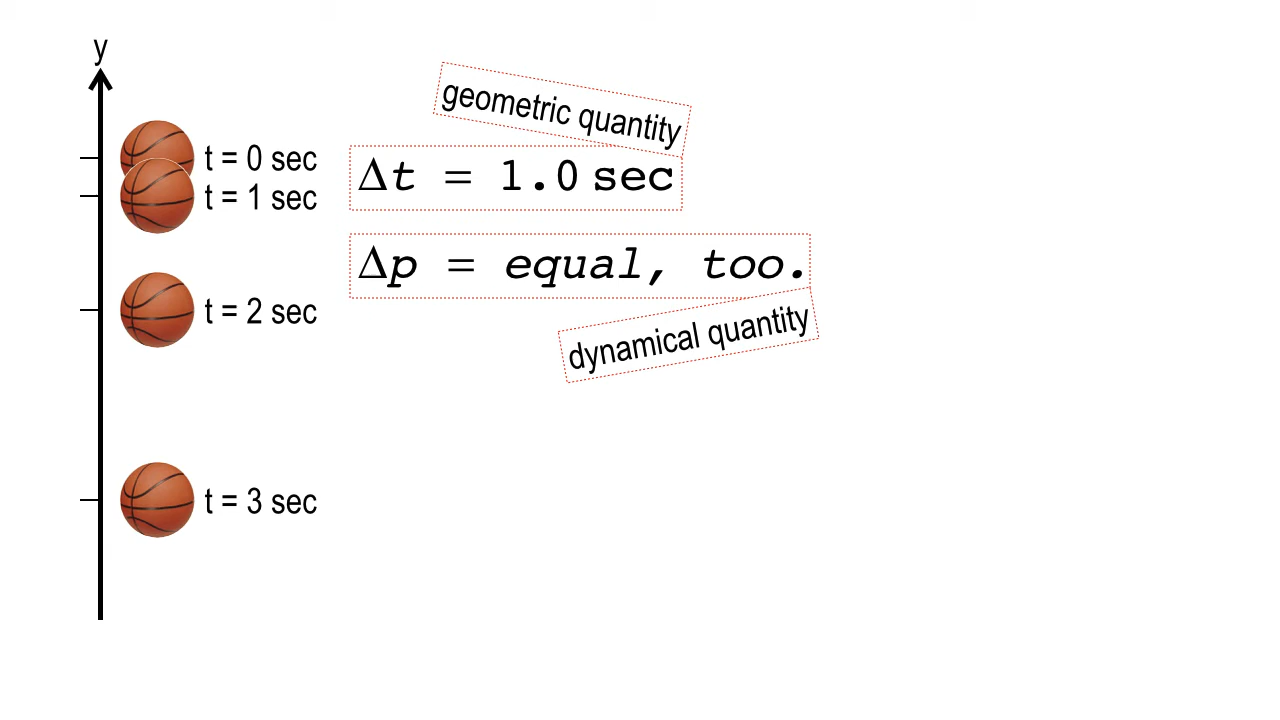 y
geometric quantity
t = 0 sec
Δt = 1.0 sec
t = 1 sec
Δp = equal, too.
t = 2 sec
dynamical quantity
t = 3 sec